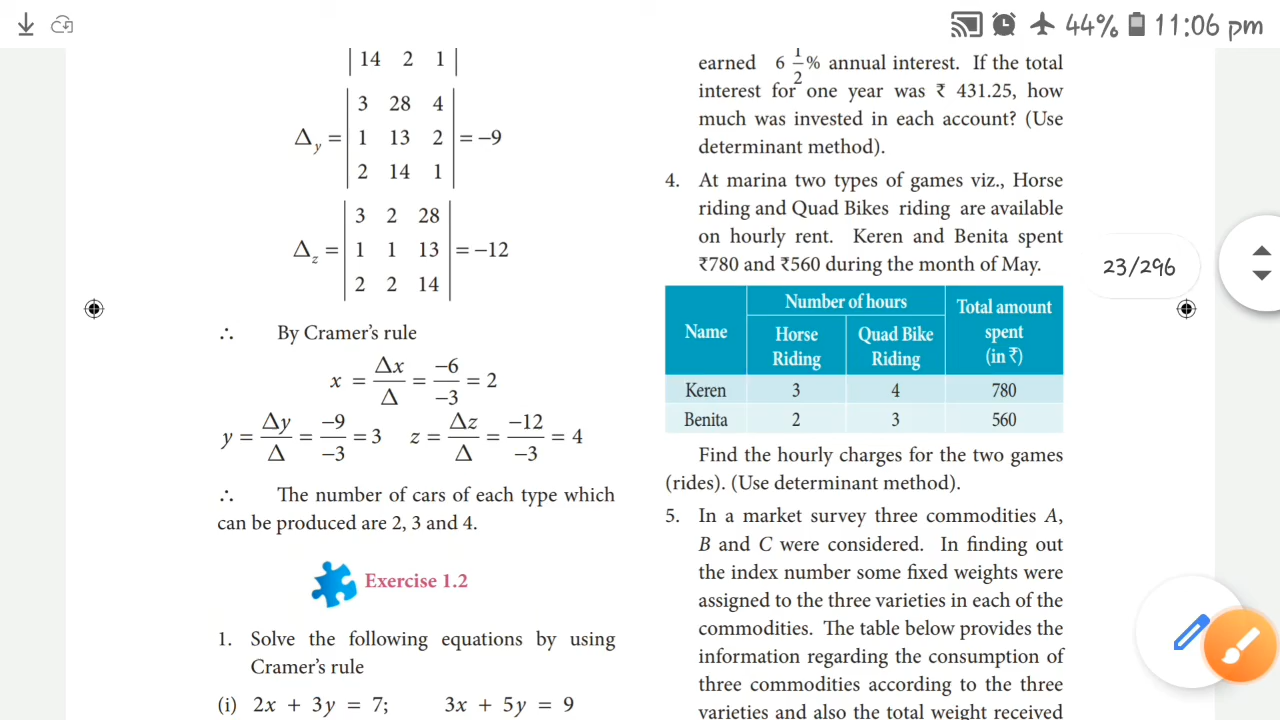 44% 11:06 pm
| 14 2 1 |
Δy = | 3 28 4 |
| 1 13 2 | = −9
| 2 14 1 |
Δz = | 3 2 28 |
| 1 1 13 | = −12
| 2 2 14 |
∴ By Cramer's rule
x = Δx/Δ = −6/−3 = 2
y = Δy/Δ = −9/−3 = 3 z = Δz/Δ = −12/−3 = 4
∴ The number of cars of each type which
can be produced are 2, 3 and 4.
Exercise 1.2
1. Solve the following equations by using
Cramer's rule
(i) 2x + 3y = 7; 3x + 5y = 9
earned 6 1/2% annual interest. If the total
interest for one year was ₹ 431.25, how
much was invested in each account? (Use
determinant method).
4. At marina two types of games viz., Horse
riding and Quad Bikes riding are available
on hourly rent. Keren and Benita spent
₹780 and ₹560 during the month of May.
Name Number of hours Total amount spent (in ₹)
Horse Riding Quad Bike Riding
Keren 3 4 780
Benita 2 3 560
Find the hourly charges for the two games
(rides). (Use determinant method).
5. In a market survey three commodities A,
B and C were considered. In finding out
the index number some fixed weights were
assigned to the three varieties in each of the
commodities. The table below provides the
information regarding the consumption of
three commodities according to the three
varieties and also the total weight received
23/296